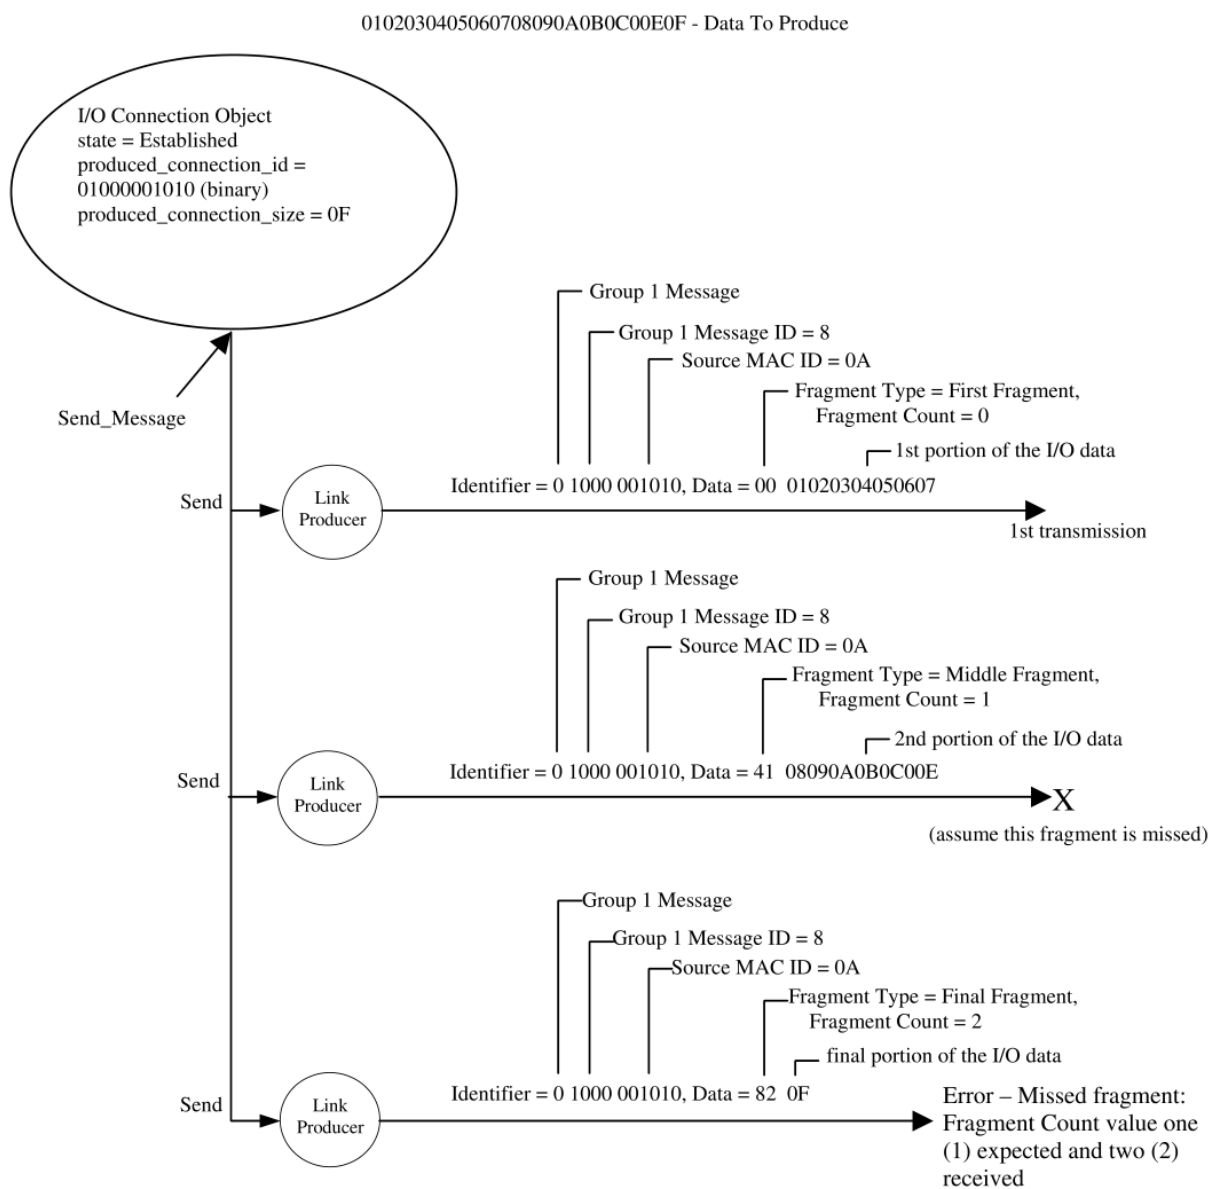 0102030405060708090A0B0C00E0F - Data To Produce
I/O Connection Object
state = Established
produced_connection_id =
01000001010 (binary)
produced_connection_size = 0F
Send_Message
Group 1 Message
Group 1 Message ID = 8
Source MAC ID = 0A
Fragment Type = First Fragment,
Fragment Count = 0
1st portion of the I/O data
Identifier = 0 1000 001010, Data = 00 01020304050607
Send
Link
Producer
1st transmission
Group 1 Message
Group 1 Message ID = 8
Source MAC ID = 0A
Fragment Type = Middle Fragment,
Fragment Count = 1
2nd portion of the I/O data
Identifier = 0 1000 001010, Data = 41 08090A0B0C00E
Send
Link
Producer
X
(assume this fragment is missed)
Group 1 Message
Group 1 Message ID = 8
Source MAC ID = 0A
Fragment Type = Final Fragment,
Fragment Count = 2
final portion of the I/O data
Identifier = 0 1000 001010, Data = 82 0F
Send
Link
Producer
Error – Missed fragment:
Fragment Count value one
(1) expected and two (2)
received